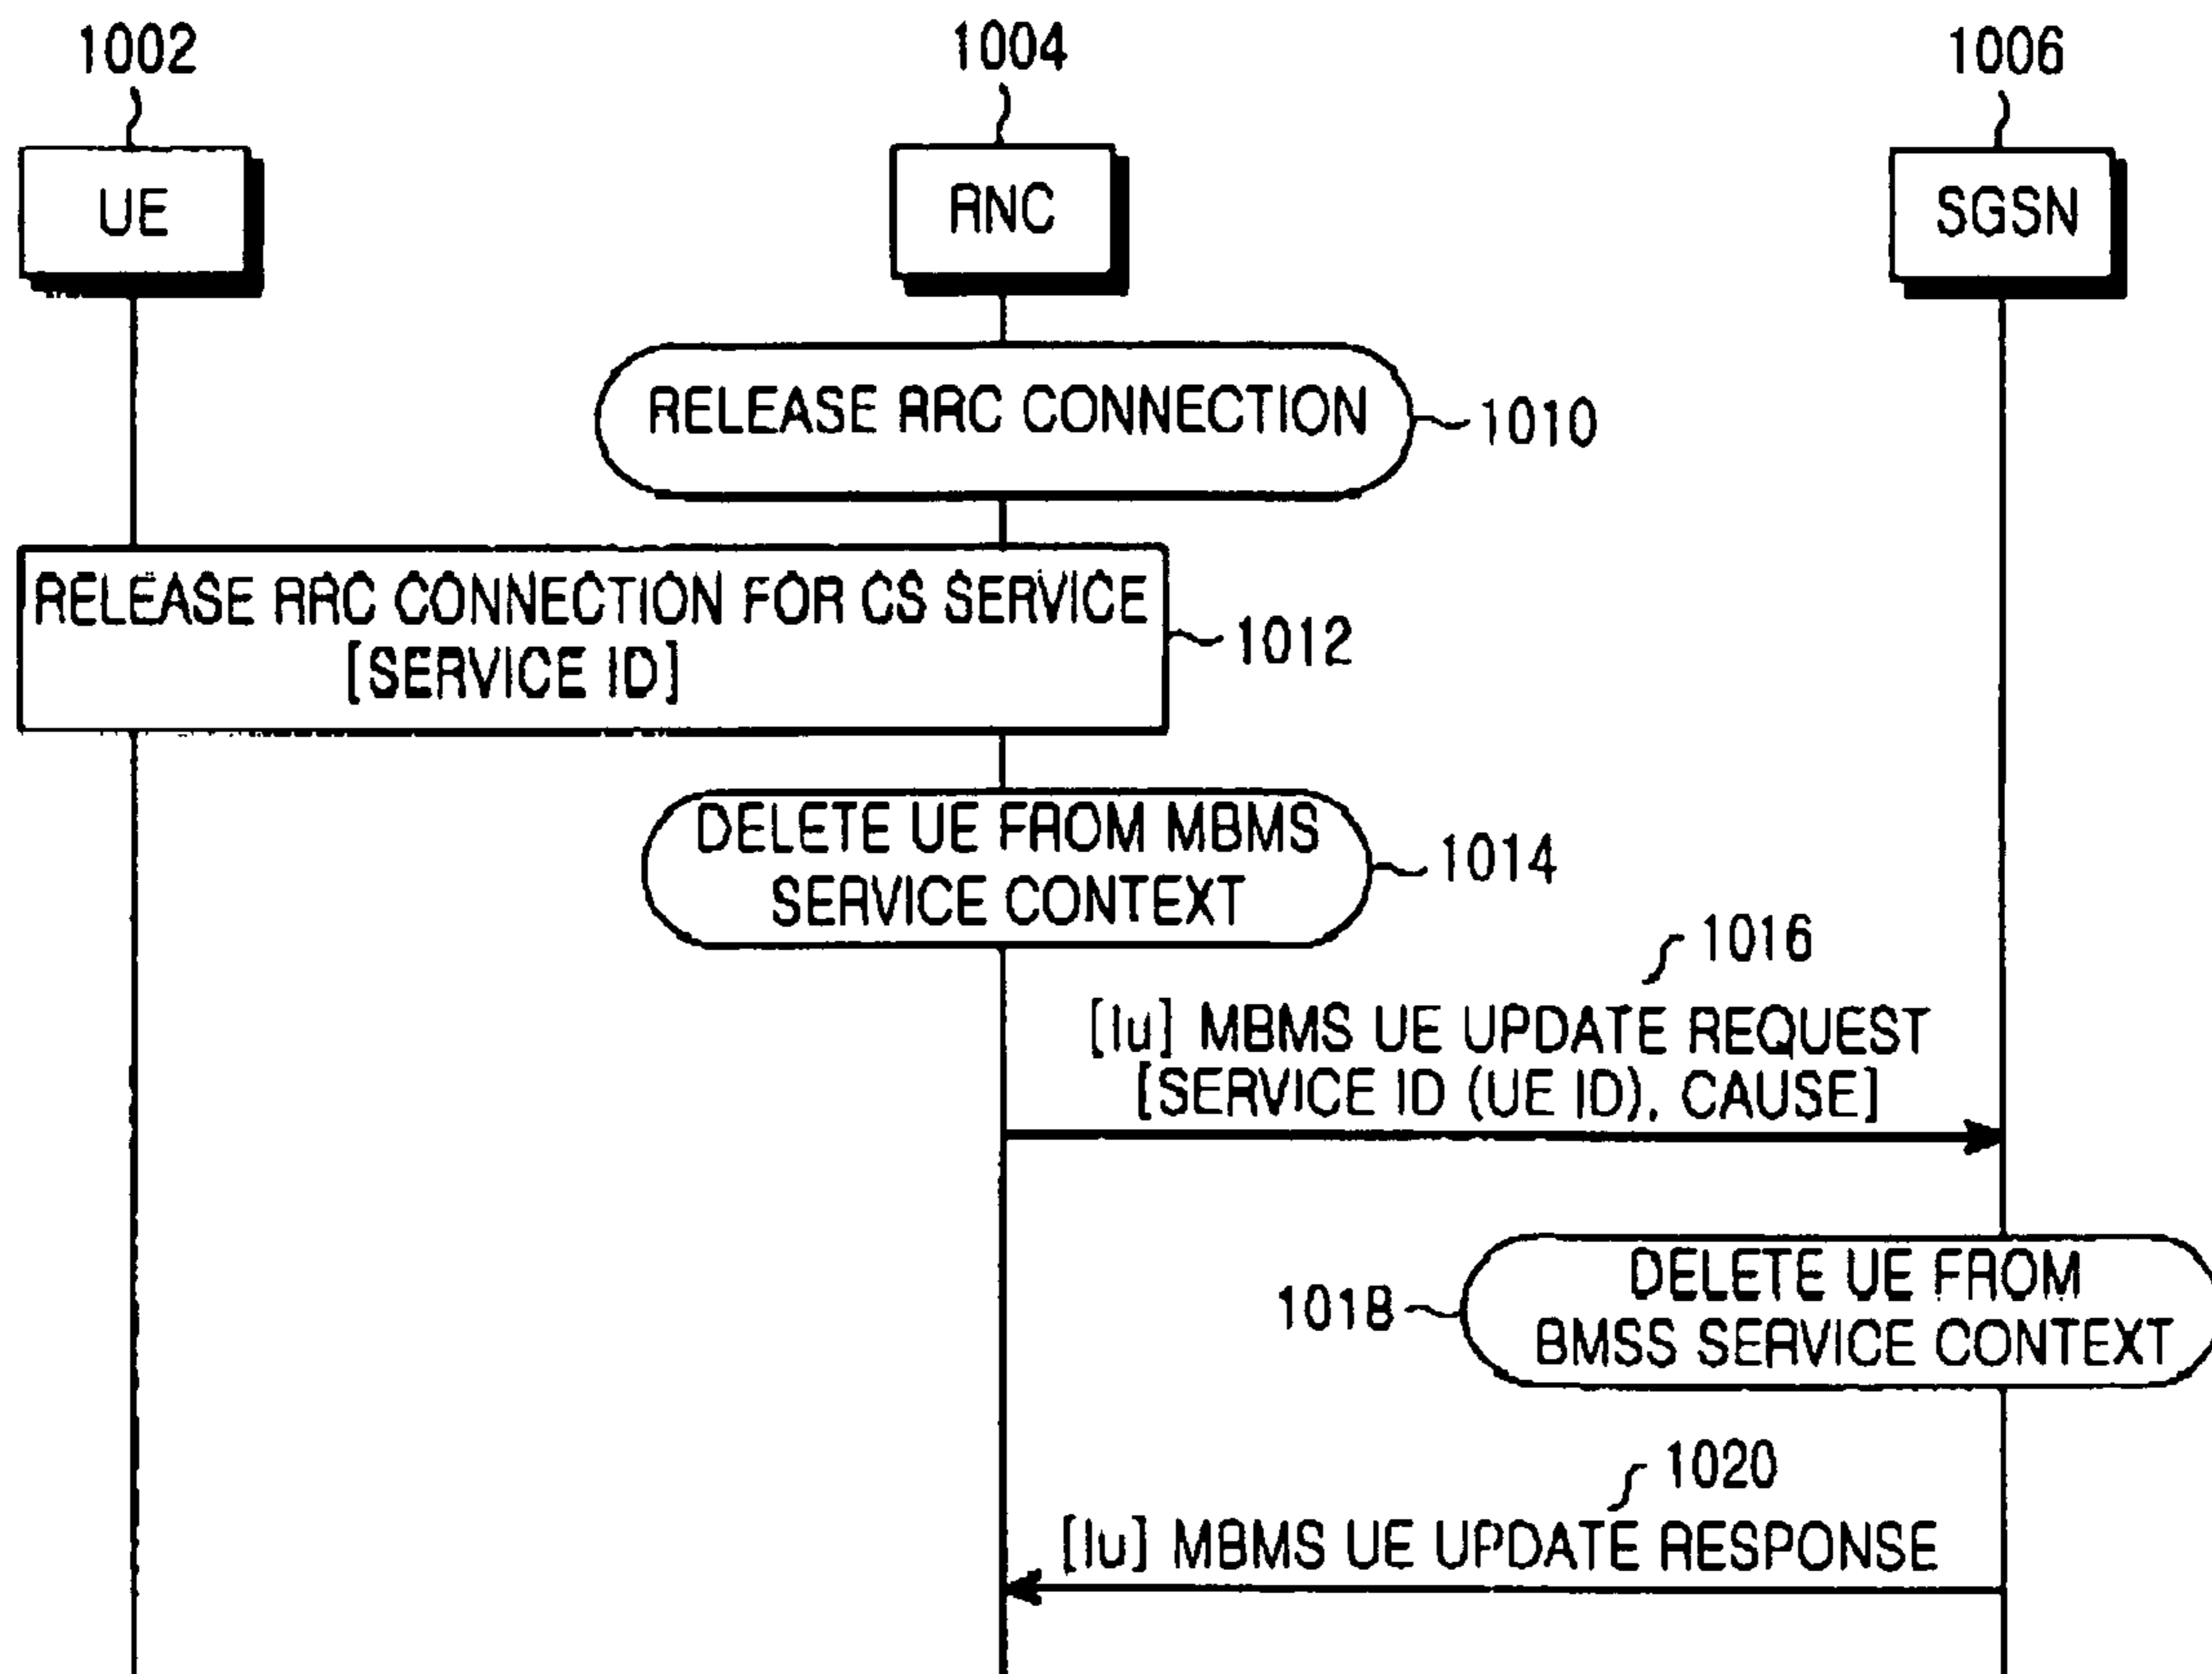 1002
1004
1006
UE
RNC
SGSN
RELEASE RRC CONNECTION
1010
RELEASE RRC CONNECTION FOR CS SERVICE
[SERVICE ID]
1012
DELETE UE FROM MBMS
SERVICE CONTEXT
1014
1016
[Iu] MBMS UE UPDATE REQUEST
[SERVICE ID (UE ID), CAUSE]
1018
DELETE UE FROM
BMSS SERVICE CONTEXT
1020
[Iu] MBMS UE UPDATE RESPONSE